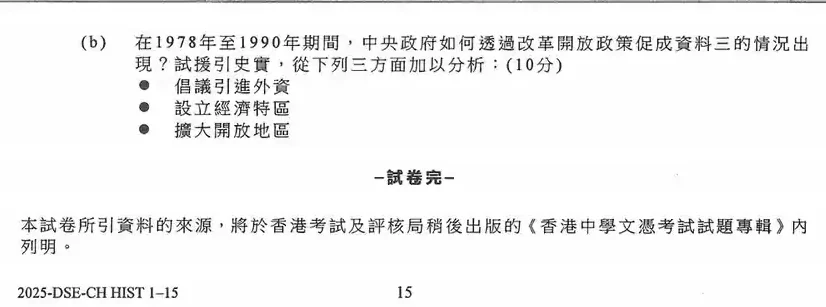 (b) 在1978年至1990年期間，中央政府如何透過改革開放政策促成資料三的情況出
現？試援引史實，從下列三方面加以分析：(10分)
● 倡議引進外資
● 設立經濟特區
● 擴大開放地區
–試卷完–
本試卷所引資料的來源，將於香港考試及評核局稍後出版的《香港中學文憑考試試題專輯》內
列明。
2025-DSE-CH HIST 1–15 15